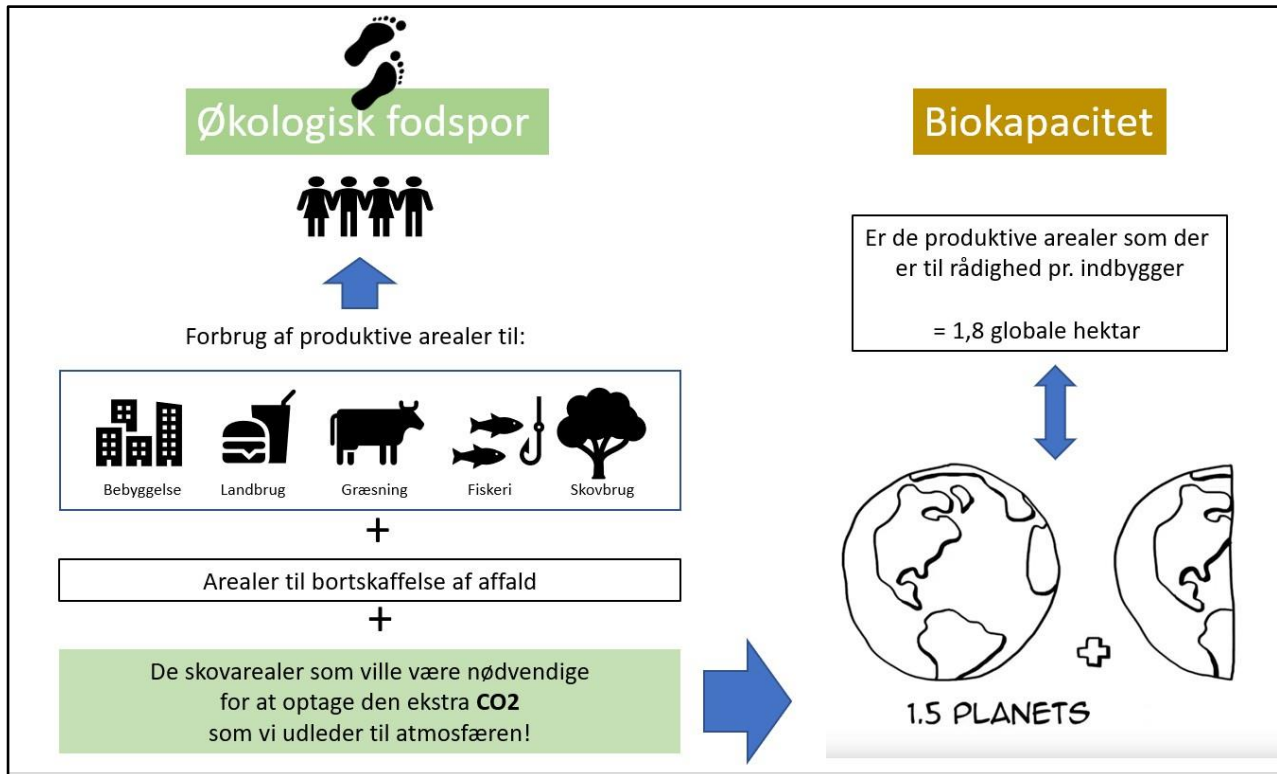 Økologisk fodspor
Forbrug af produktive arealer til:
Bebyggelse
Landbrug
Græsning
Fiskeri
Skovbrug
+
Arealer til bortskaffelse af affald
+
De skovarealer som ville være nødvendige
for at optage den ekstra CO2
som vi udleder til atmosfæren!
Biokapacitet
Er de produktive arealer som der
er til rådighed pr. indbygger
= 1,8 globale hektar
1.5 PLANETS